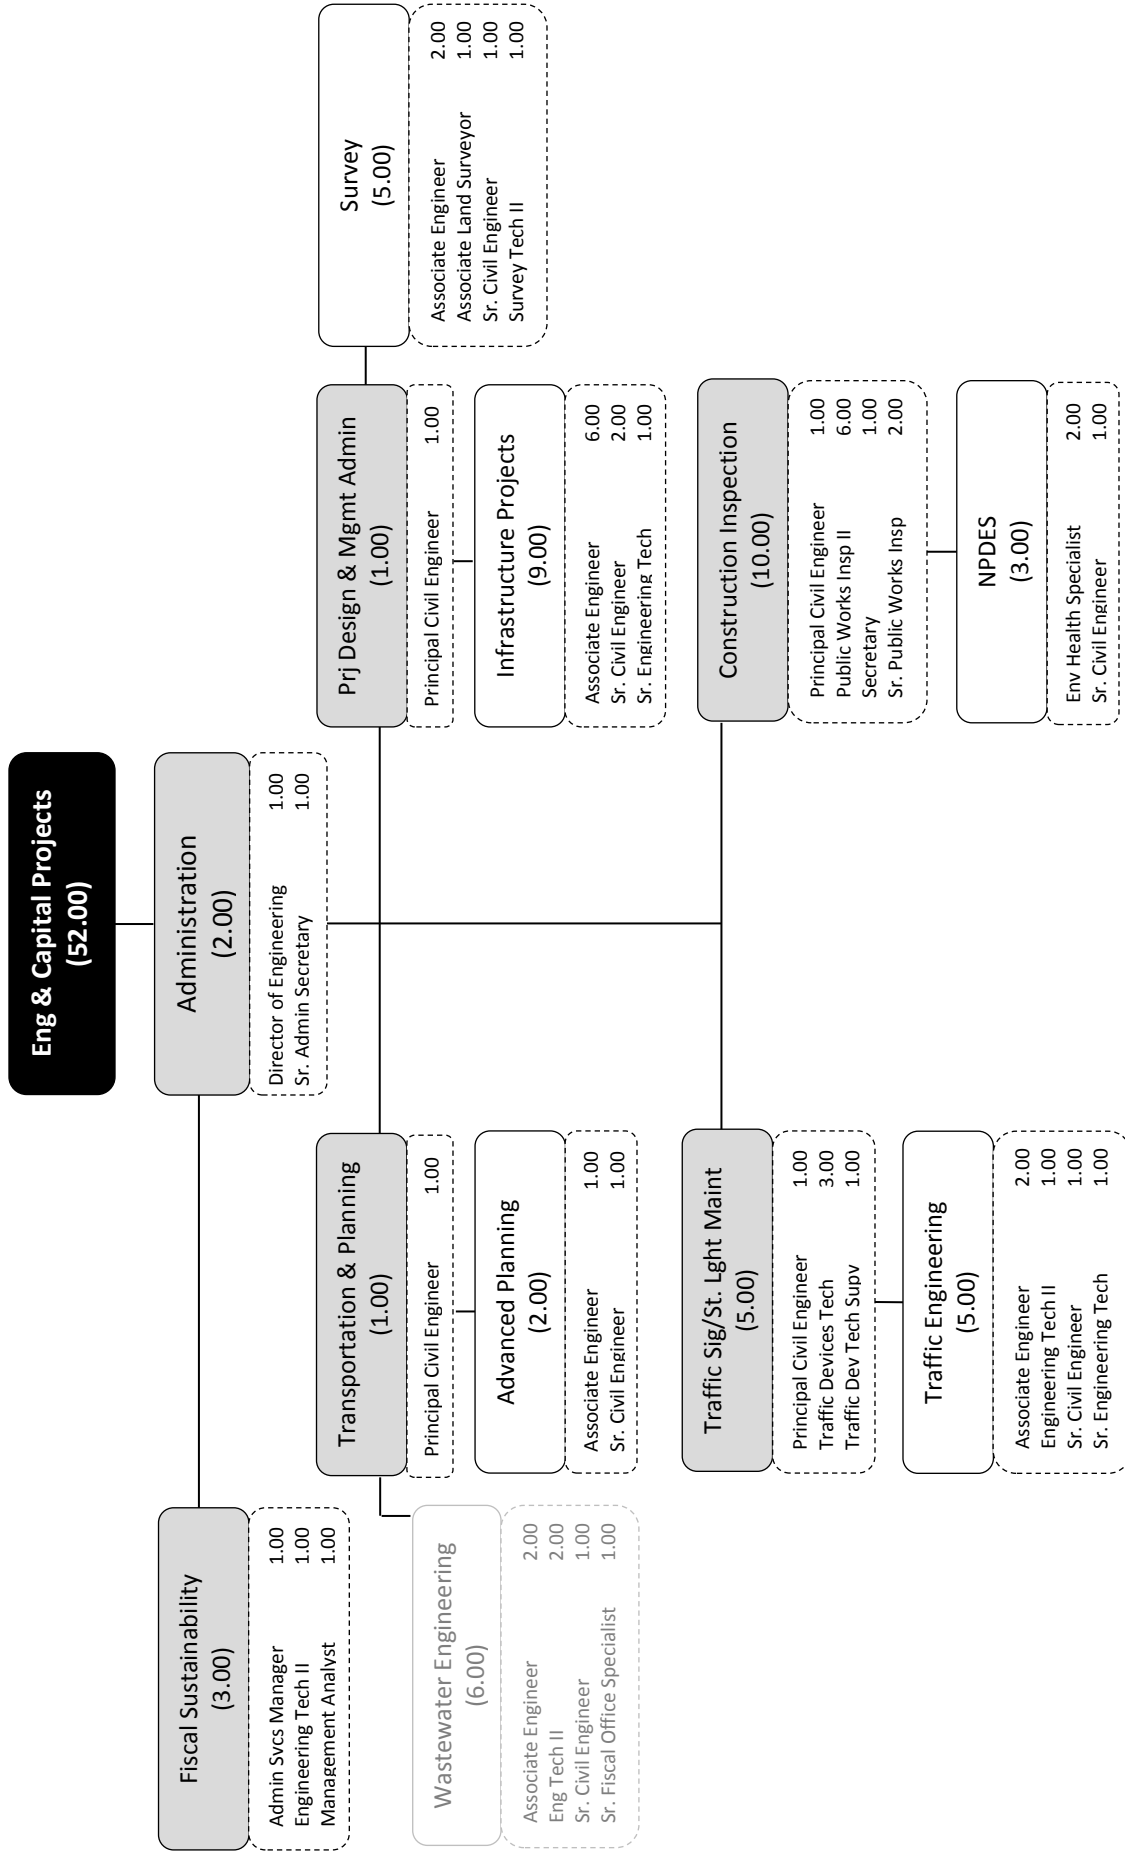 Eng & Capital Projects
(52.00)
Administration
(2.00)
Director of Engineering 1.00
Sr. Admin Secretary 1.00
Fiscal Sustainability
(3.00)
Admin Svcs Manager 1.00
Engineering Tech II 1.00
Management Analyst 1.00
Transportation & Planning
(1.00)
Principal Civil Engineer 1.00
Advanced Planning
(2.00)
Associate Engineer 1.00
Sr. Civil Engineer 1.00
Wastewater Engineering
(6.00)
Associate Engineer 2.00
Eng Tech II 2.00
Sr. Civil Engineer 1.00
Sr. Fiscal Office Specialist 1.00
Prj Design & Mgmt Admin
(1.00)
Principal Civil Engineer 1.00
Infrastructure Projects
(9.00)
Associate Engineer 6.00
Sr. Civil Engineer 2.00
Sr. Engineering Tech 1.00
Survey
(5.00)
Associate Engineer 2.00
Associate Land Surveyor 1.00
Sr. Civil Engineer 1.00
Survey Tech II 1.00
Traffic Sig/St. Lght Maint
(5.00)
Principal Civil Engineer 1.00
Traffic Devices Tech 3.00
Traffic Dev Tech Supv 1.00
Traffic Engineering
(5.00)
Associate Engineer 2.00
Engineering Tech II 1.00
Sr. Civil Engineer 1.00
Sr. Engineering Tech 1.00
Construction Inspection
(10.00)
Principal Civil Engineer 1.00
Public Works Insp II 6.00
Secretary 1.00
Sr. Public Works Insp 2.00
NPDES
(3.00)
Env Health Specialist 2.00
Sr. Civil Engineer 1.00